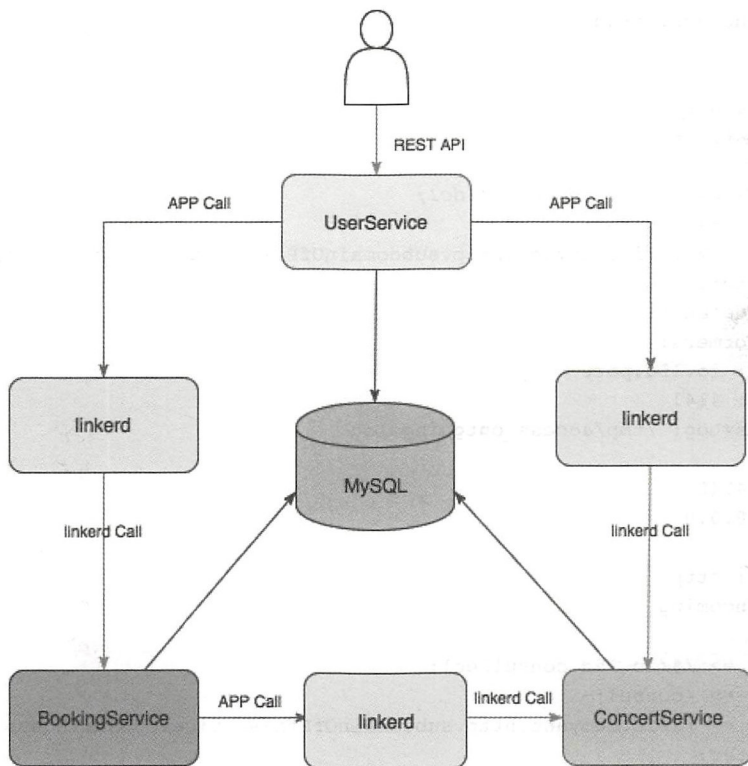 REST API
APP Call
APP Call
UserService
linkerd
linkerd
MySQL
linkerd Call
linkerd Call
APP Call
linkerd Call
BookingService
linkerd
ConcertService